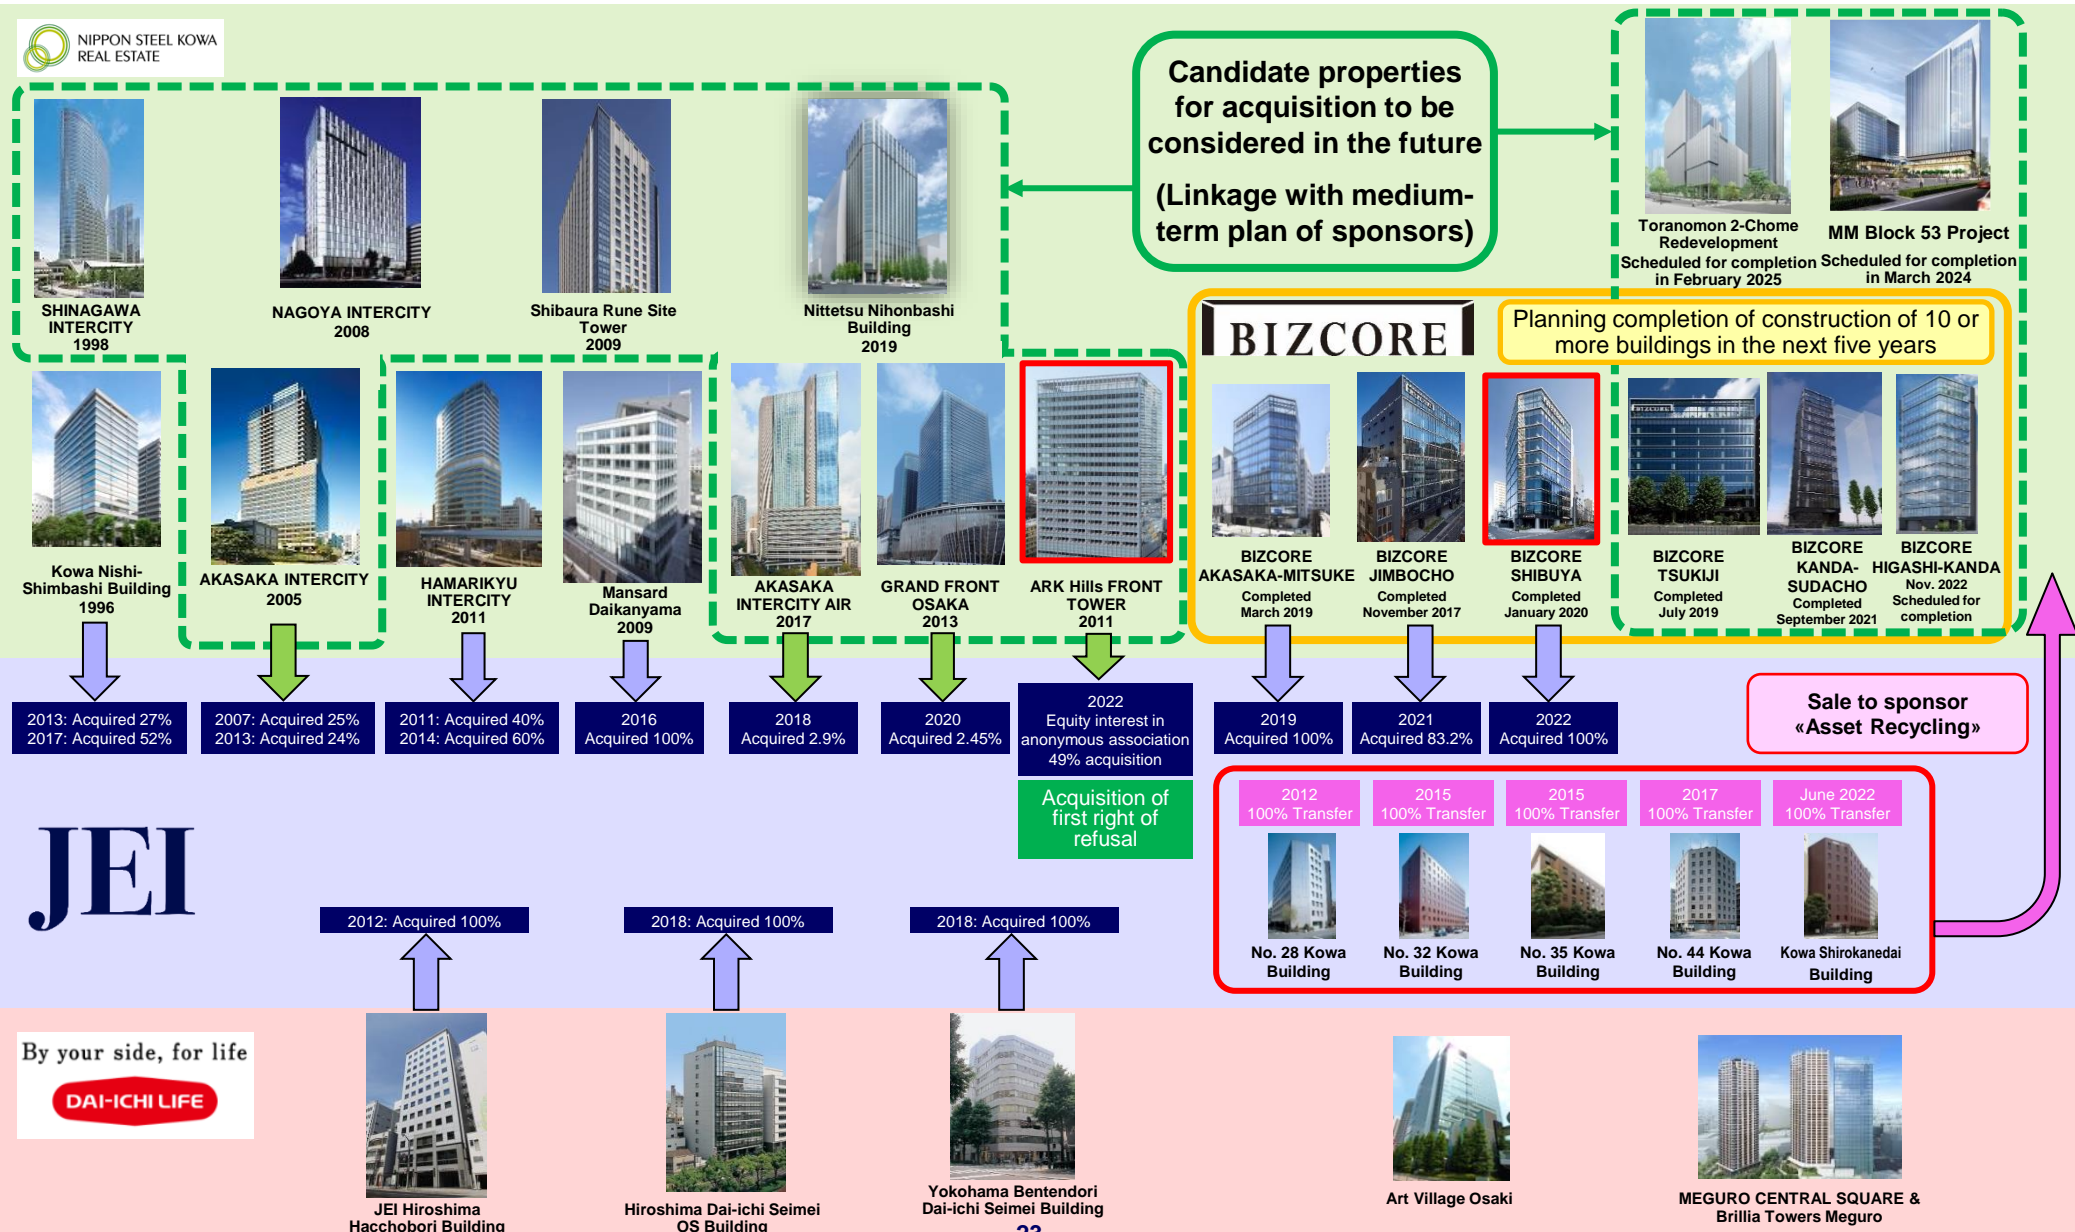 NIPPON STEEL KOWA
REAL ESTATE
Candidate properties
for acquisition to be
considered in the future
(Linkage with medium-
term plan of sponsors)
Toranomon 2-Chome
Redevelopment
Scheduled for completion
in February 2025
MM Block 53 Project
Scheduled for completion
in March 2024
SHINAGAWA
INTERCITY
1998
NAGOYA INTERCITY
2008
Shibaura Rune Site
Tower
2009
Nittetsu Nihonbashi
Building
2019
BIZCORE
Planning completion of construction of 10 or
more buildings in the next five years
Kowa Nishi-
Shimbashi Building
1996
AKASAKA INTERCITY
2005
HAMARIKYU
INTERCITY
2011
Mansard
Daikanyama
2009
AKASAKA
INTERCITY AIR
2017
GRAND FRONT
OSAKA
2013
ARK Hills FRONT
TOWER
2011
BIZCORE
AKASAKA-MITSUKE
Completed
March 2019
BIZCORE
JIMBOCHO
Completed
November 2017
BIZCORE
SHIBUYA
Completed
January 2020
BIZCORE
BIZCORE
TSUKIJI
Completed
July 2019
BIZCORE
KANDA-
SUDACHO
Completed
September 2021
BIZCORE
HIGASHI-KANDA
Nov. 2022
Scheduled for
completion
2013: Acquired 27%
2017: Acquired 52%
2007: Acquired 25%
2013: Acquired 24%
2011: Acquired 40%
2014: Acquired 60%
2016
Acquired 100%
2018
Acquired 2.9%
2020
Acquired 2.45%
2022
Equity interest in
anonymous association
49% acquisition
Acquisition of
first right of
refusal
2019
Acquired 100%
2021
Acquired 83.2%
2022
Acquired 100%
Sale to sponsor
«Asset Recycling»
2012
100% Transfer
2015
100% Transfer
2015
100% Transfer
2017
100% Transfer
June 2022
100% Transfer
No. 28 Kowa
Building
No. 32 Kowa
Building
No. 35 Kowa
Building
No. 44 Kowa
Building
Kowa Shirokanedai
Building
JEI
2012: Acquired 100%
2018: Acquired 100%
2018: Acquired 100%
By your side, for life
DAI-ICHI LIFE
JEI Hiroshima
Hacchobori Building
Hiroshima Dai-ichi Seimei
OS Building
Yokohama Bentendori
Dai-ichi Seimei Building
Art Village Osaki
MEGURO CENTRAL SQUARE &
Brillia Towers Meguro
23